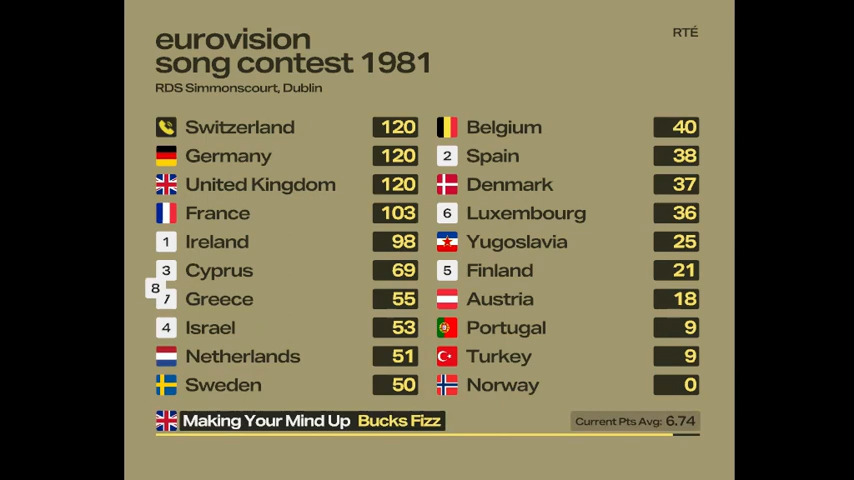 eurovision
song contest 1981
RTÉ
RDS Simmonscourt, Dublin
Switzerland 120
Germany 120
United Kingdom 120
France 103
1 Ireland 98
3 Cyprus 69
8
7 Greece 55
4 Israel 53
Netherlands 51
Sweden 50
Belgium 40
2 Spain 38
Denmark 37
6 Luxembourg 36
Yugoslavia 25
5 Finland 21
Austria 18
Portugal 9
Turkey 9
Norway 0
Making Your Mind Up Bucks Fizz
Current Pts Avg: 6.74